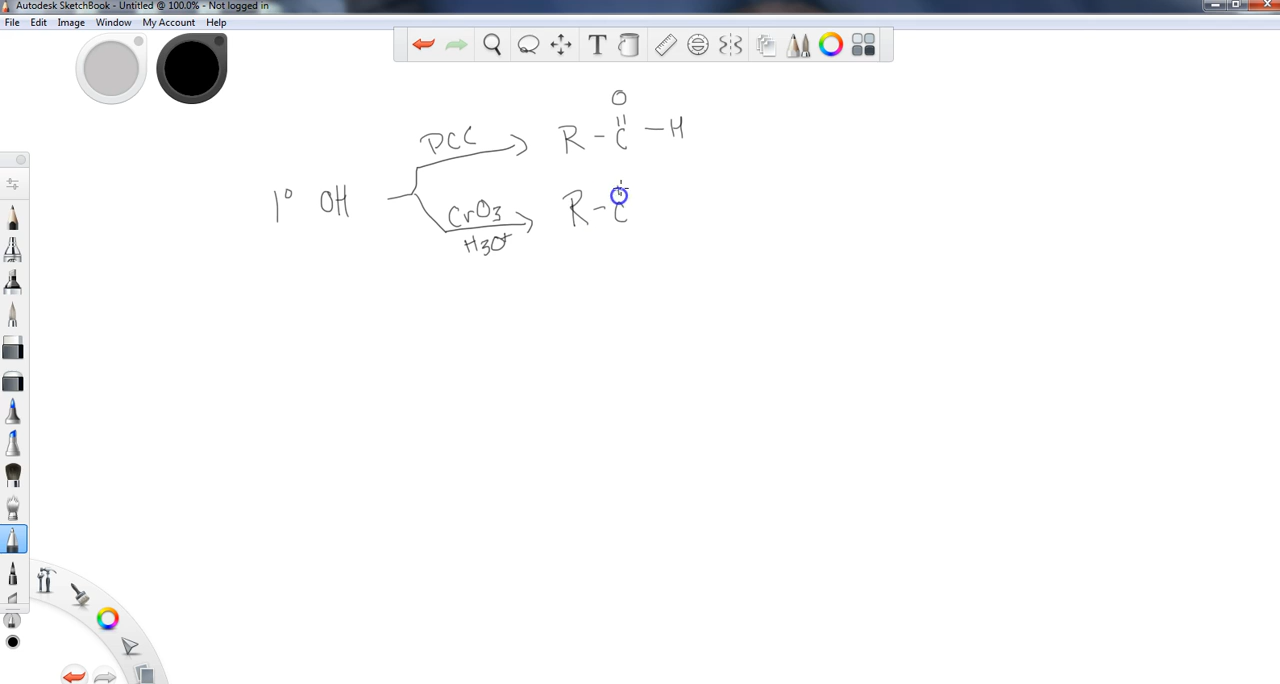 Autodesk SketchBook - Untitled @ 100.0% - Not logged in
File Edit Image Window My Account Help
O
PCC R - C - H
1° OH
CrO3 R - C
H3O+